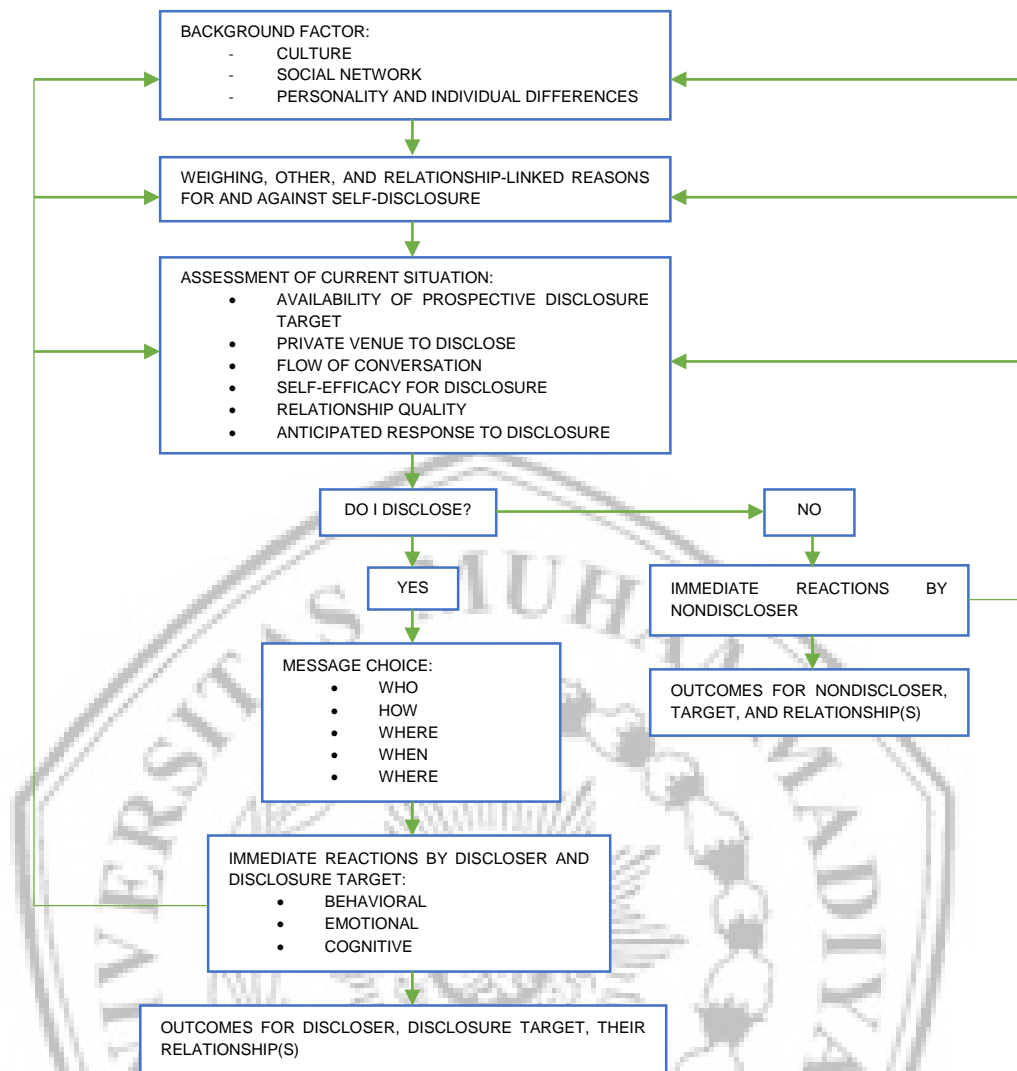 BACKGROUND FACTOR:
- CULTURE
- SOCIAL NETWORK
- PERSONALITY AND INDIVIDUAL DIFFERENCES
WEIGHING, OTHER, AND RELATIONSHIP-LINKED REASONS
FOR AND AGAINST SELF-DISCLOSURE
ASSESSMENT OF CURRENT SITUATION:
• AVAILABILITY OF PROSPECTIVE DISCLOSURE
TARGET
• PRIVATE VENUE TO DISCLOSE
• FLOW OF CONVERSATION
• SELF-EFFICACY FOR DISCLOSURE
• RELATIONSHIP QUALITY
• ANTICIPATED RESPONSE TO DISCLOSURE
DO I DISCLOSE?
NO
YES
IMMEDIATE REACTIONS BY
NONDISCLOSER
MESSAGE CHOICE:
• WHO
• HOW
• WHERE
• WHEN
• WHERE
OUTCOMES FOR NONDISCLOSER,
TARGET, AND RELATIONSHIP(S)
IMMEDIATE REACTIONS BY DISCLOSER AND
DISCLOSURE TARGET:
• BEHAVIORAL
• EMOTIONAL
• COGNITIVE
OUTCOMES FOR DISCLOSER, DISCLOSURE TARGET, THEIR
RELATIONSHIP(S)